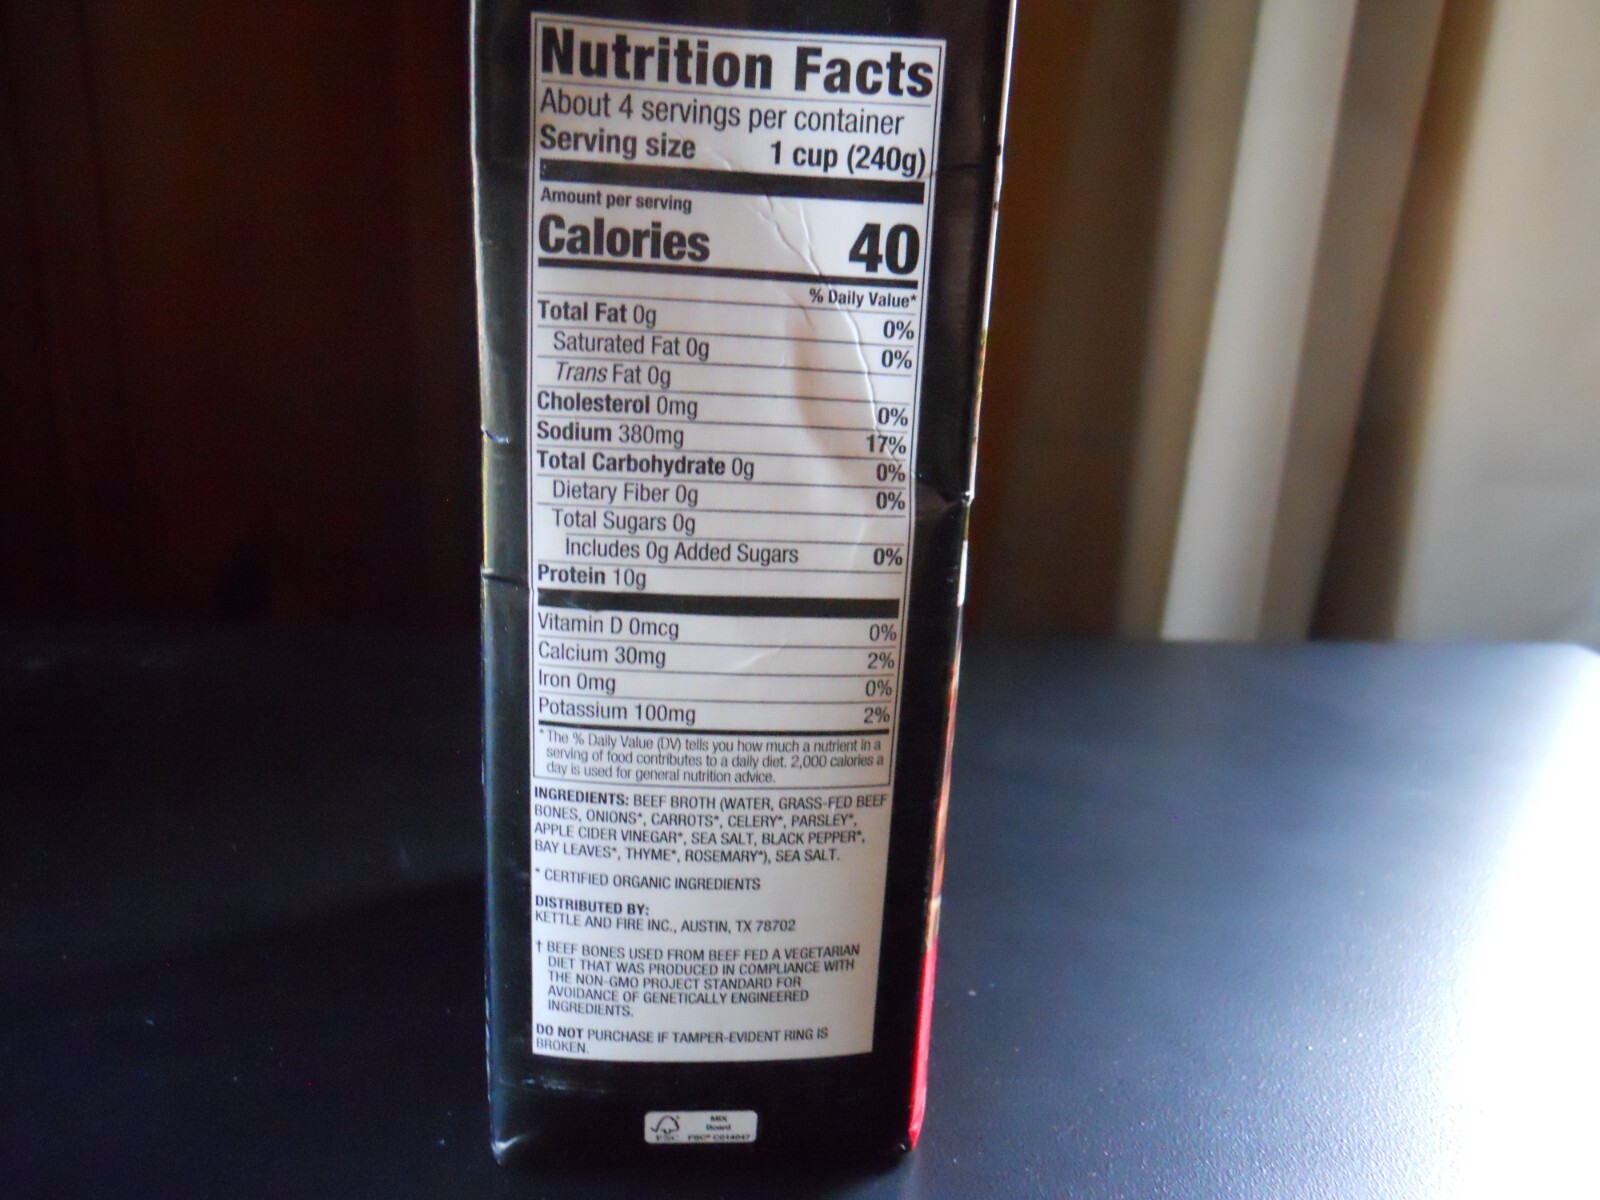 Nutrition Facts
About 4 servings per container
Serving size 1 cup (240g)
Amount per serving
Calories 40
% Daily Value*
Total Fat 0g 0%
Saturated Fat 0g 0%
Trans Fat 0g
Cholesterol 0mg 0%
Sodium 380mg 17%
Total Carbohydrate 0g 0%
Dietary Fiber 0g 0%
Total Sugars 0g
Includes 0g Added Sugars 0%
Protein 10g
Vitamin D 0mcg 0%
Calcium 30mg 2%
Iron 0mg 0%
Potassium 100mg 2%
*The % Daily Value (DV) tells you how much a nutrient in a
serving of food contributes to a daily diet. 2,000 calories a
day is used for general nutrition advice.
INGREDIENTS: BEEF BROTH (WATER, GRASS-FED BEEF
BONES, ONIONS*, CARROTS*, CELERY*, PARSLEY*,
APPLE CIDER VINEGAR*, SEA SALT, BLACK PEPPER*,
BAY LEAVES*, THYME*, ROSEMARY*), SEA SALT.
* CERTIFIED ORGANIC INGREDIENTS
DISTRIBUTED BY:
KETTLE AND FIRE INC., AUSTIN, TX 78702
† BEEF BONES USED FROM BEEF FED A VEGETARIAN
DIET THAT WAS PRODUCED IN COMPLIANCE WITH
THE NON-GMO PROJECT STANDARD FOR
AVOIDANCE OF GENETICALLY ENGINEERED
INGREDIENTS.
DO NOT PURCHASE IF TAMPER-EVIDENT RING IS
BROKEN.
MIX
Board
FSC FSC® C014047